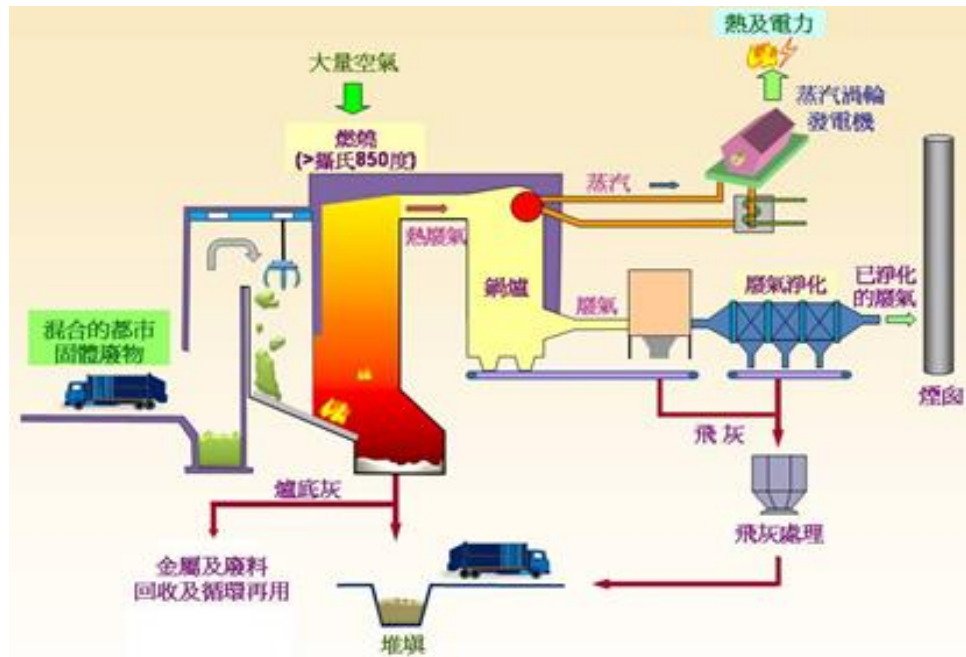 熱及電力
大量空氣
蒸汽渦輪
發電機
燃燒
(>攝氏850度)
蒸汽
熱廢氣
鍋爐
廢氣
廢氣淨化
已淨化
的廢氣
混合的都市
固體廢物
煙囪
飛灰
爐底灰
飛灰處理
金屬及廢料
回收及循環再用
堆填